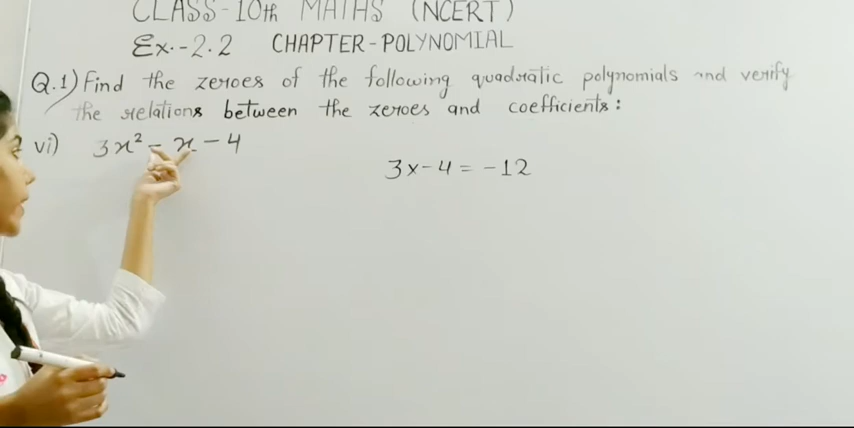 CLASS-10th MATHS (NCERT)
Ex.-2.2 CHAPTER-POLYNOMIAL
Q.1) Find the zeroes of the following quadratic polynomials and verify
the relations between the zeroes and coefficients:
vi) 3x² - x - 4
3x-4 = -12